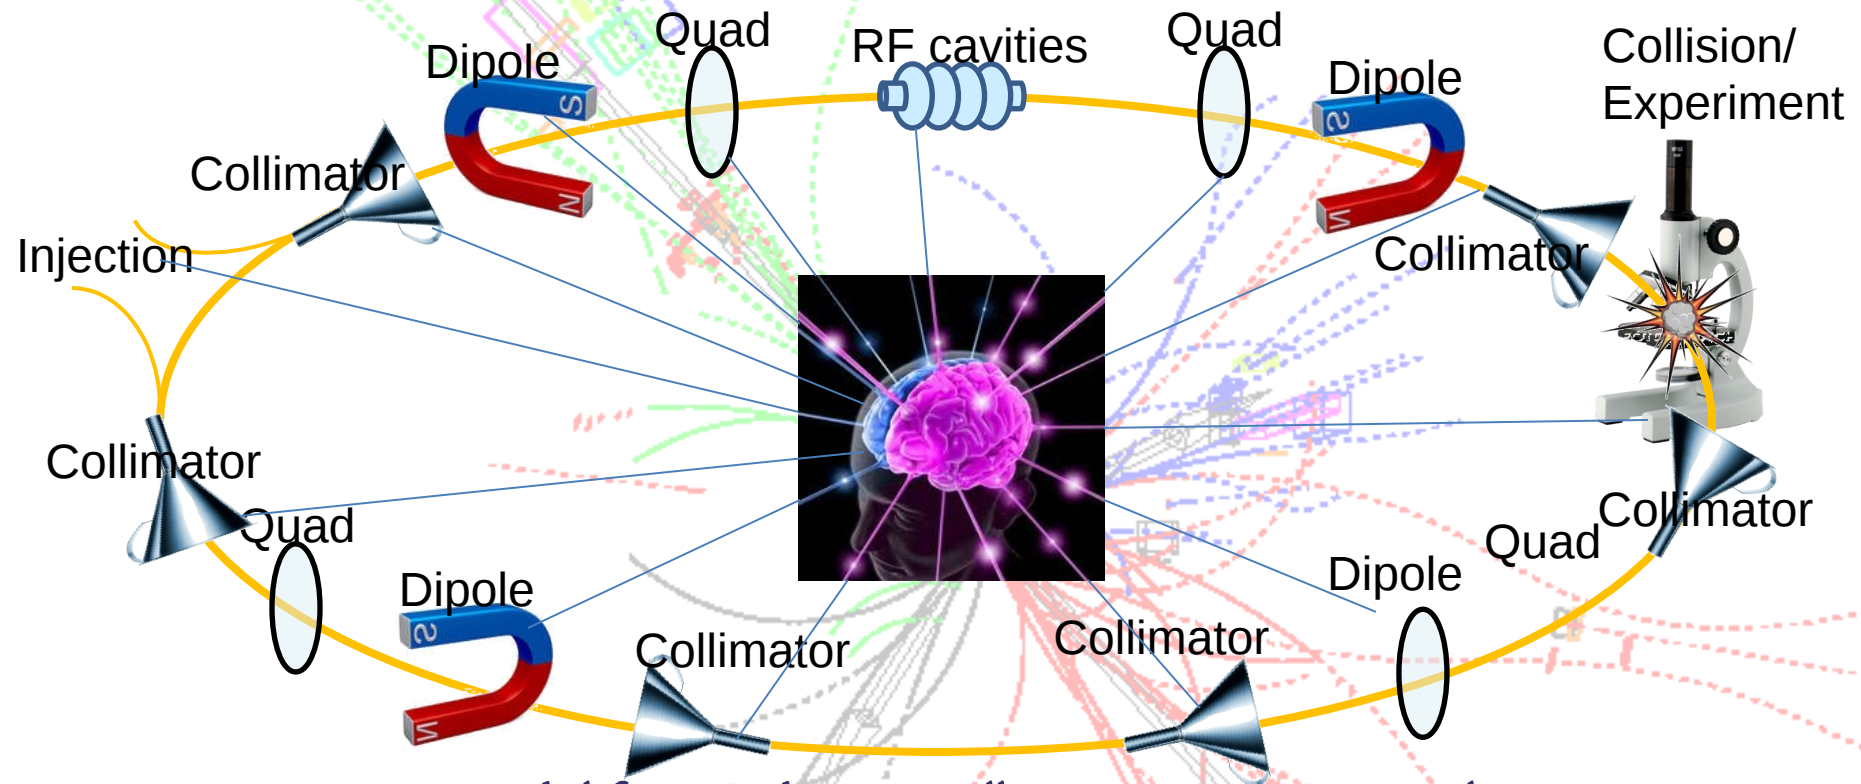 Quad
RF cavities
Quad
Dipole
Dipole
Collision/
Experiment
S
S
Collimator
N
N
Injection
Collimator
Collimator
Quad
Collimator
Quad
Dipole
Dipole
S
Collimator
Collimator
N